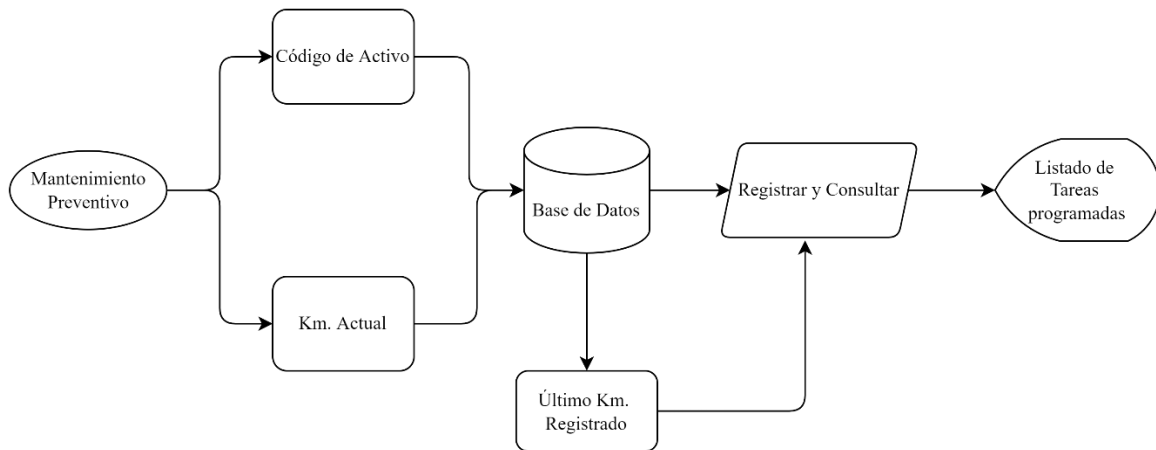 Código de Activo
Mantenimiento
Preventivo
Km. Actual
Base de Datos
Último Km.
Registrado
Registrar y Consultar
Listado de
Tareas
programadas